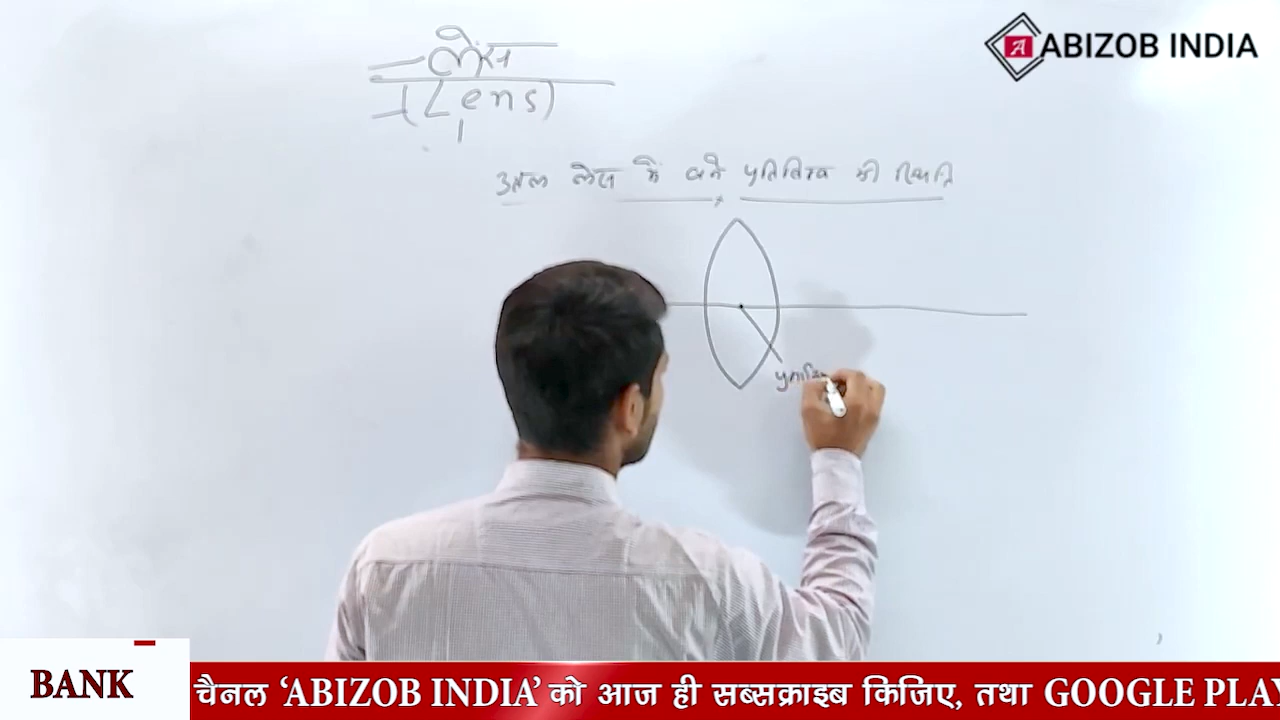 ABIZOB INDIA
लेंस
(Lens)
उत्तल लेंस में बने प्रतिबिम्ब की स्थिति
BANK
चैनल ‘ABIZOB INDIA’ को आज ही सब्सक्राइब किजिए, तथा GOOGLE PLAY